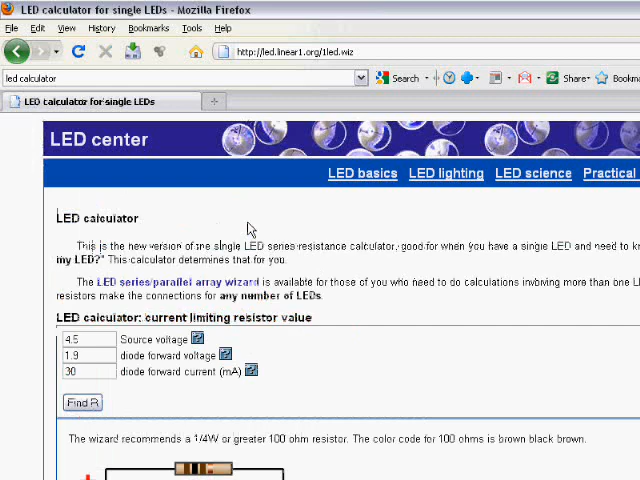 LED calculator for single LEDs - Mozilla Firefox
File Edit View History Bookmarks Tools Help
http://led.linear1.org/1led.wiz
led calculator Search Share Bookma
LED calculator for single LEDs
LED center
LED basics LED lighting LED science Practical
LED calculator
This is the new version of the single LED series resistance calculator, good for when you have a single LED and need to kn
my LED?" This calculator determines that for you.
The LED series/parallel array wizard is available for those of you who need to do calculations involving more than one LE
resistors make the connections for any number of LEDs.
LED calculator: current limiting resistor value
4.5 Source voltage ?
1.9 diode forward voltage ?
30 diode forward current (mA) ?
Find R
The wizard recommends a 1/4W or greater 100 ohm resistor. The color code for 100 ohms is brown black brown.